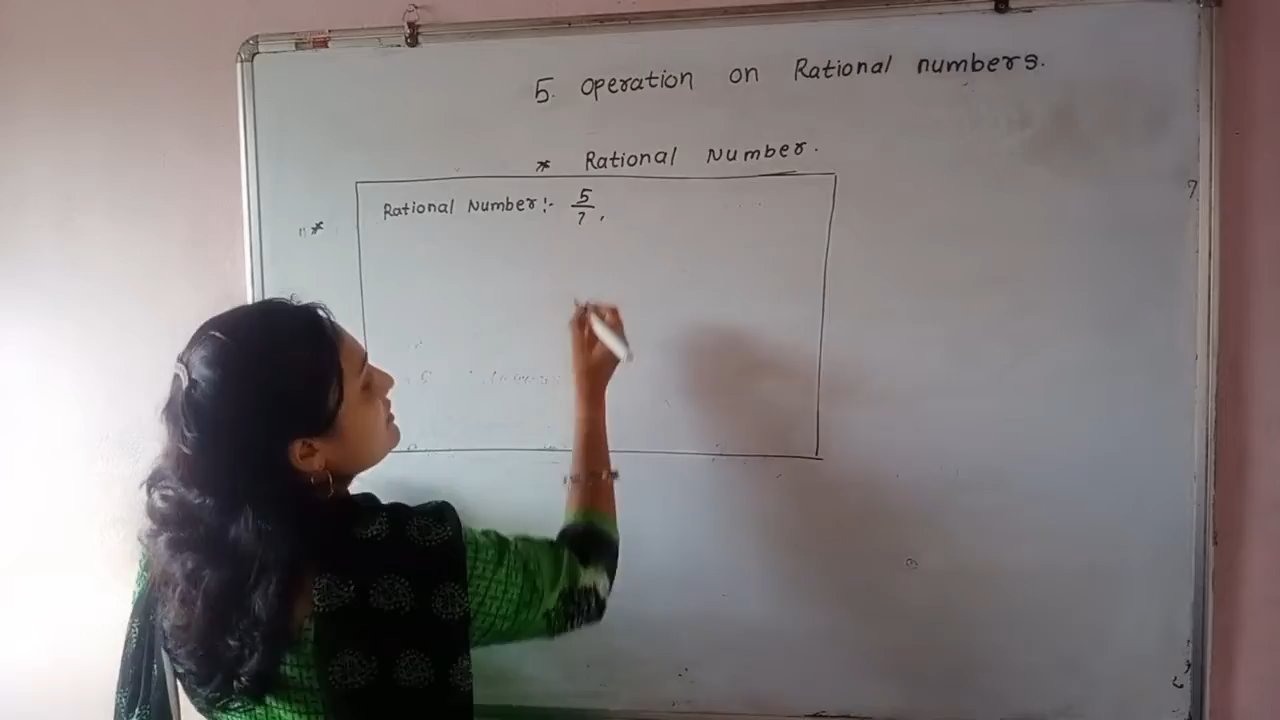 5. Operation on Rational numbers.
* Rational Number.
Rational Number:- 5/7,
*